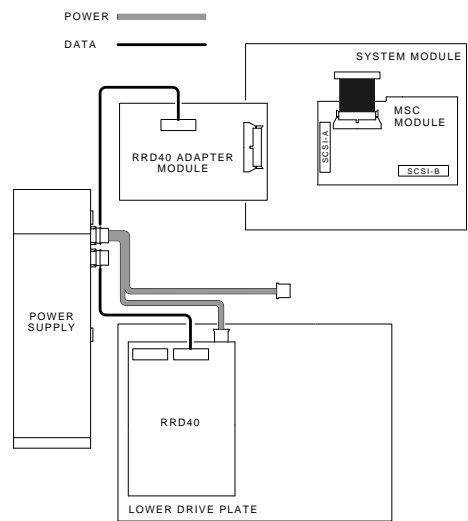 POWER
DATA
SYSTEM MODULE
MSC
MODULE
SCSI-A
SCSI-B
RRD40 ADAPTER
MODULE
POWER
SUPPLY
RRD40
LOWER DRIVE PLATE